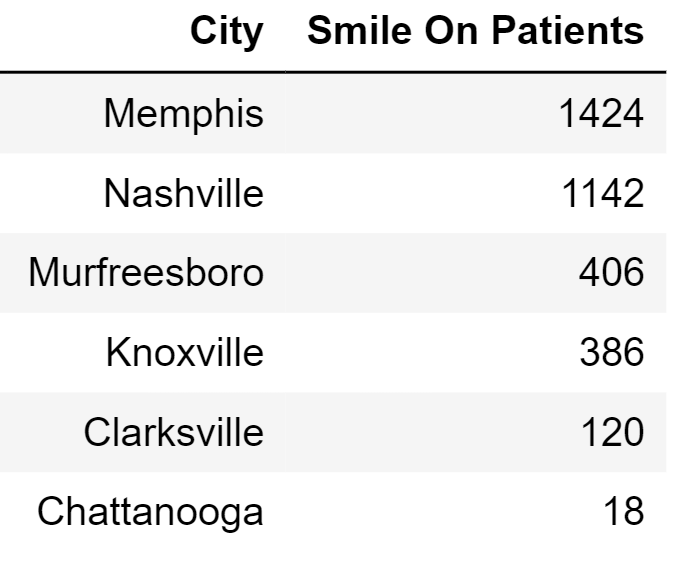 City Smile On Patients
Memphis 1424
Nashville 1142
Murfreesboro 406
Knoxville 386
Clarksville 120
Chattanooga 18